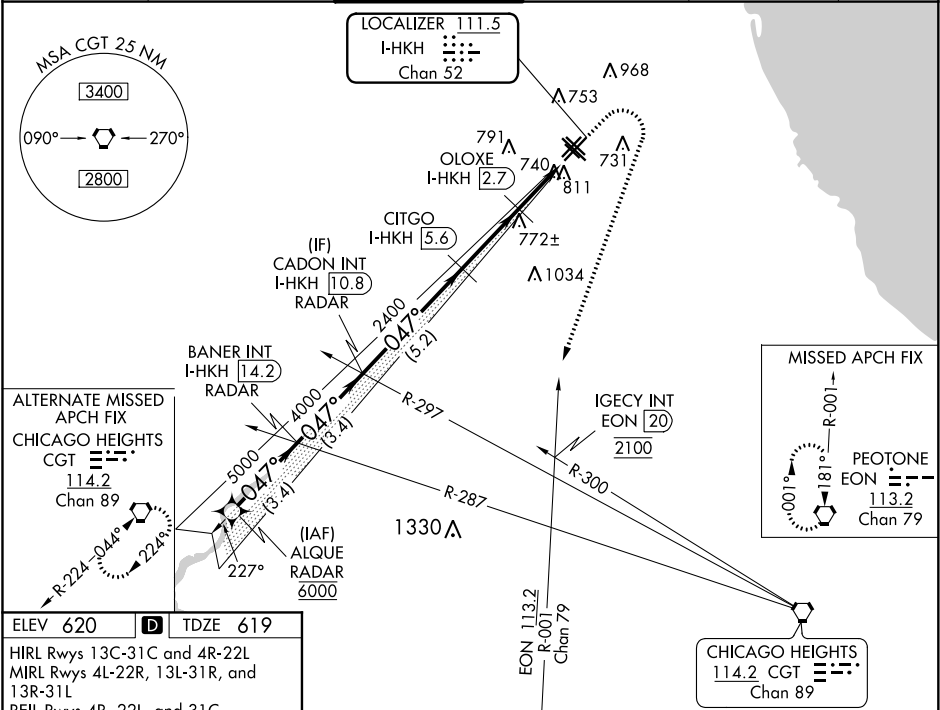 LOCALIZER 111.5
I-HKH
Chan 52
MSA CGT 25 NM
3400
090°
270°
2800
968
753
791
731
740
811
OLOXE
I-HKH 2.7
772±
CITGO
I-HKH 5.6
1034
(IF)
CADON INT
I-HKH 10.8
RADAR
2400
047°
(5.2)
BANER INT
I-HKH 14.2
RADAR
4000
047°
(3.4)
R-297
5000
047°
(3.4)
R-287
R-300
IGECY INT
EON 20
2100
MISSED APCH FIX
R-001
181°
001°
PEOTONE
EON
113.2
Chan 79
ALTERNATE MISSED
APCH FIX
CHICAGO HEIGHTS
CGT
114.2
Chan 89
R-224
044°
224°
227°
(IAF)
ALQUE
RADAR
6000
1330
EON 113.2
R-001
Chan 79
CHICAGO HEIGHTS
114.2 CGT
Chan 89
ELEV 620 D TDZE 619
HIRL Rwys 13C-31C and 4R-22L
MIRL Rwys 4L-22R, 13L-31R, and
13R-31L
REIL Rwys 4R, 22L, and 31C